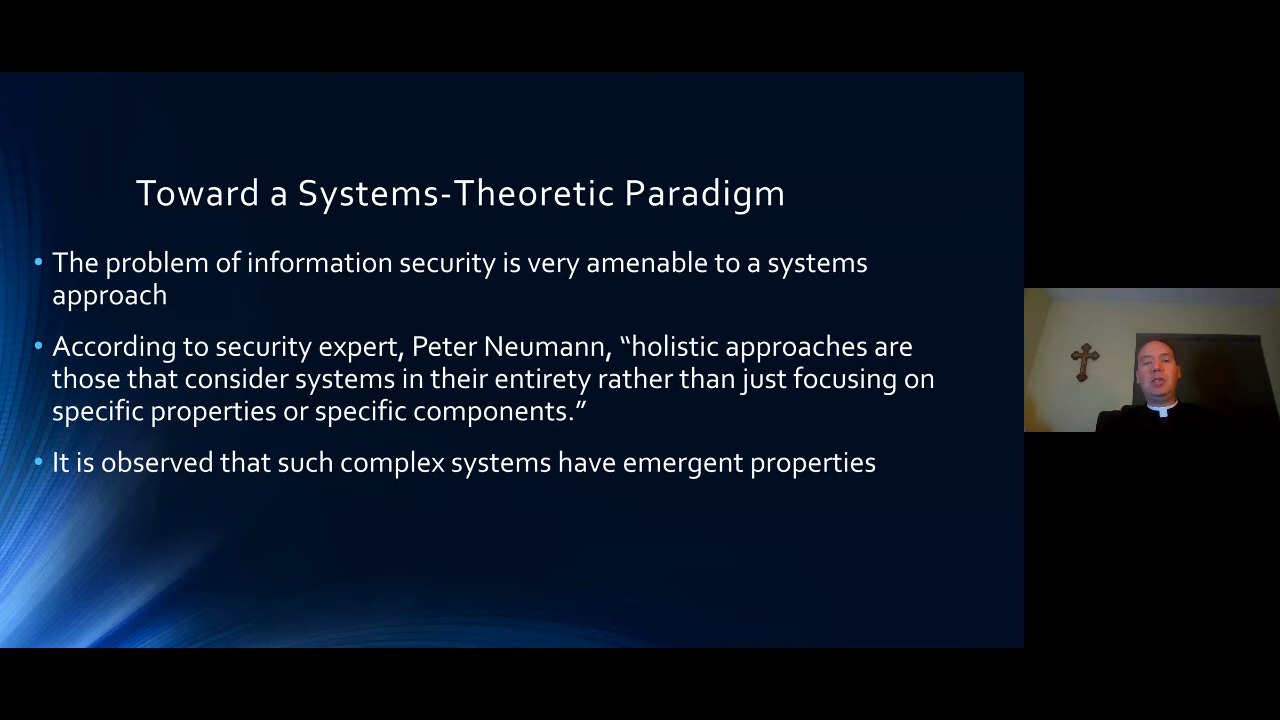 Toward a Systems-Theoretic Paradigm
• The problem of information security is very amenable to a systems
approach
• According to security expert, Peter Neumann, “holistic approaches are
those that consider systems in their entirety rather than just focusing on
specific properties or specific components.”
• It is observed that such complex systems have emergent properties